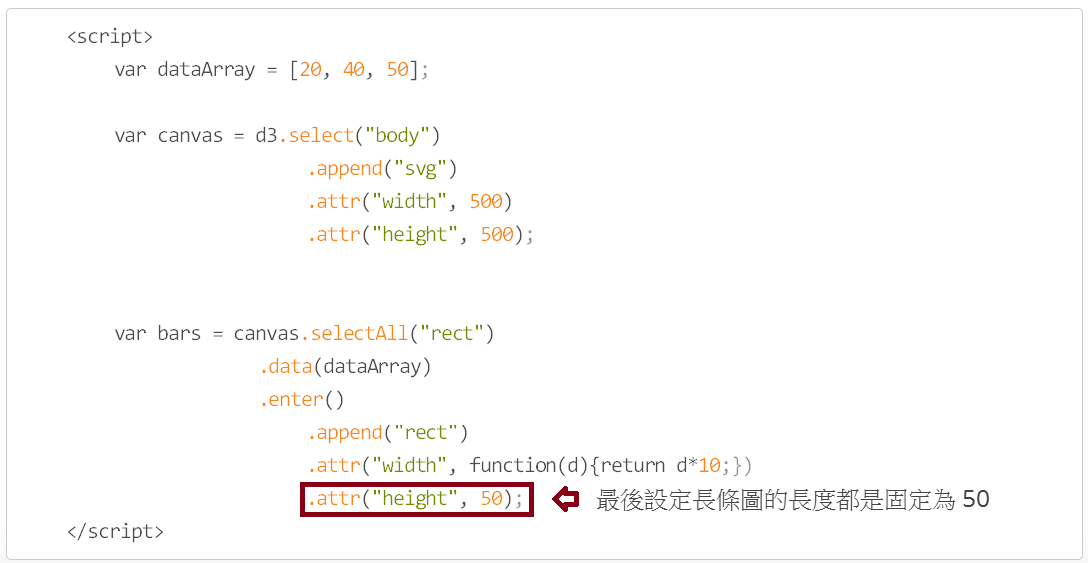 <script>
var dataArray = [20, 40, 50];
var canvas = d3.select("body")
.append("svg")
.attr("width", 500)
.attr("height", 500);
var bars = canvas.selectAll("rect")
.data(dataArray)
.enter()
.append("rect")
.attr("width", function(d){return d*10;})
.attr("height", 50); 最後設定長條圖的長度都是固定為 50
</script>